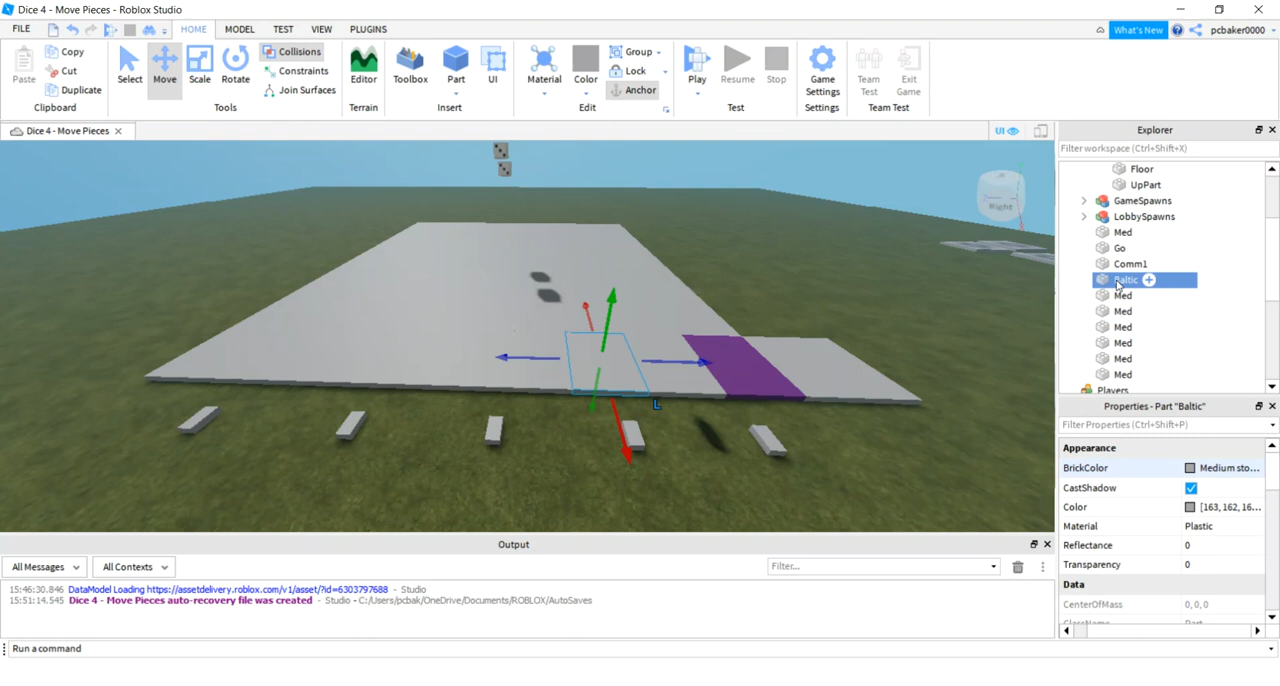 Dice 4 - Move Pieces - Roblox Studio
FILE HOME MODEL TEST VIEW PLUGINS What's New pcbaker0000
Paste Copy Cut Duplicate Clipboard
Select Move Scale Rotate Collisions Constraints Join Surfaces Tools
Editor Terrain
Toolbox Part UI Insert
Material Color Group Lock Anchor Edit
Play Resume Stop Test
Game Settings Settings
Team Test Exit Game Team Test
Dice 4 - Move Pieces UI
Right
L
Explorer
Filter workspace (Ctrl+Shift+X)
Floor
UpPart
GameSpawns
LobbySpawns
Med
Go
Comm1
Baltic
Med
Med
Med
Med
Med
Med
Players
Properties - Part "Baltic"
Filter Properties (Ctrl+Shift+P)
Appearance
BrickColor Medium sto...
CastShadow
Color [163, 162, 16...
Material Plastic
Reflectance 0
Transparency 0
Data
CenterOfMass 0, 0, 0
ClassName Part
Output
All Messages All Contexts Filter...
15:46:30.846 DataModel Loading https://assetdelivery.roblox.com/v1/asset/?id=6303797688 - Studio
15:51:14.545 Dice 4 - Move Pieces auto-recovery file was created - Studio - C:/Users/pcbak/OneDrive/Documents/ROBLOX/AutoSaves
Run a command